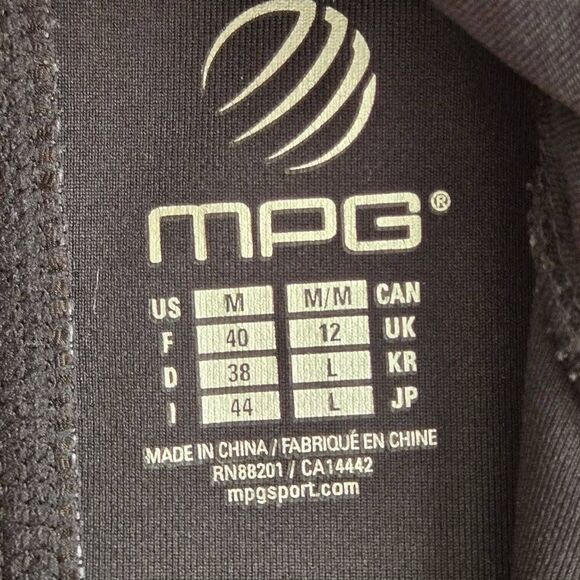 MPG®
US M M/M CAN
F 40 12 UK
D 38 L KR
I 44 L JP
MADE IN CHINA / FABRIQUÉ EN CHINE
RN88201 / CA14442
mpgsport.com